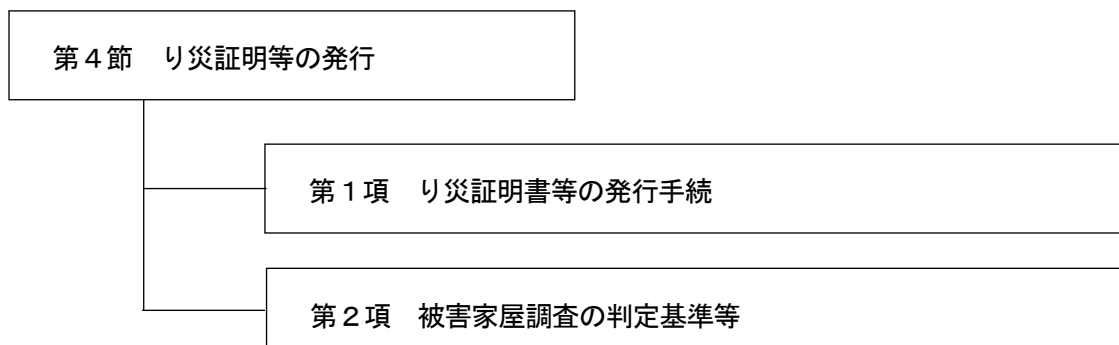 第４節　り災証明等の発行
第１項　り災証明書等の発行手続
第２項　被害家屋調査の判定基準等